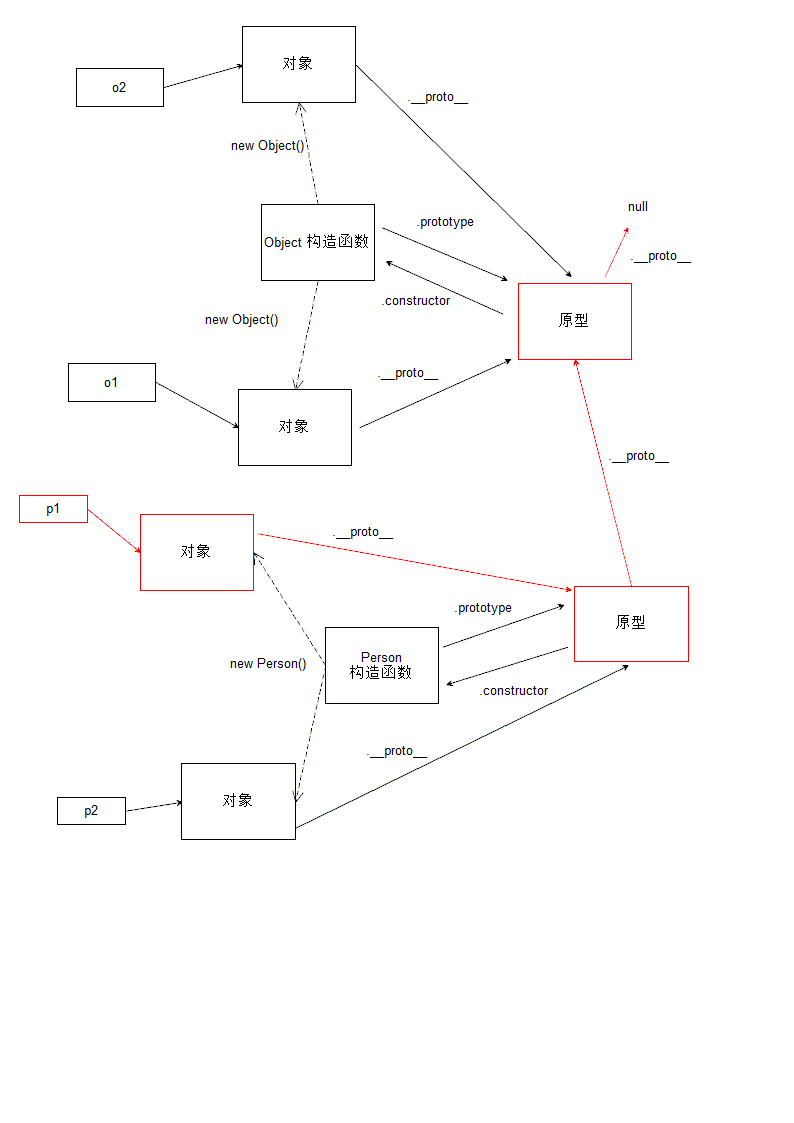 对象
o2
.__proto__
new Object()
null
.prototype
Object 构造函数
.__proto__
.constructor
原型
new Object()
.__proto__
o1
对象
.__proto__
p1
.__proto__
对象
.prototype
原型
Person
构造函数
new Person()
.constructor
.__proto__
对象
p2